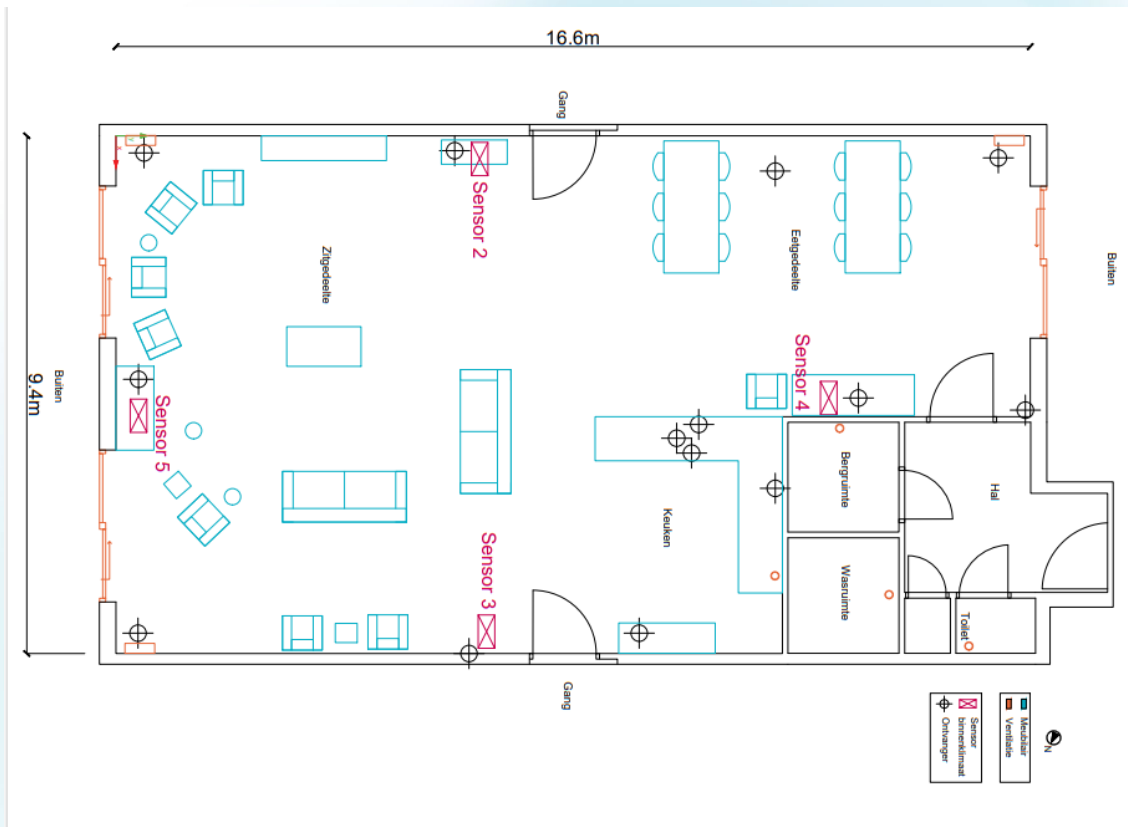 16.6m
Gang
Sensor 2
Zitgedeelte
Eetgedeelte
Buiten
Sensor 4
Buiten
9.4m
Sensor 5
Bergruimte
Hal
Keuken
Sensor 3
Wasruimte
Toilet
Gang
Meubilair
Ventilatie
Sensor
binnenklimaat
Ontvanger
N